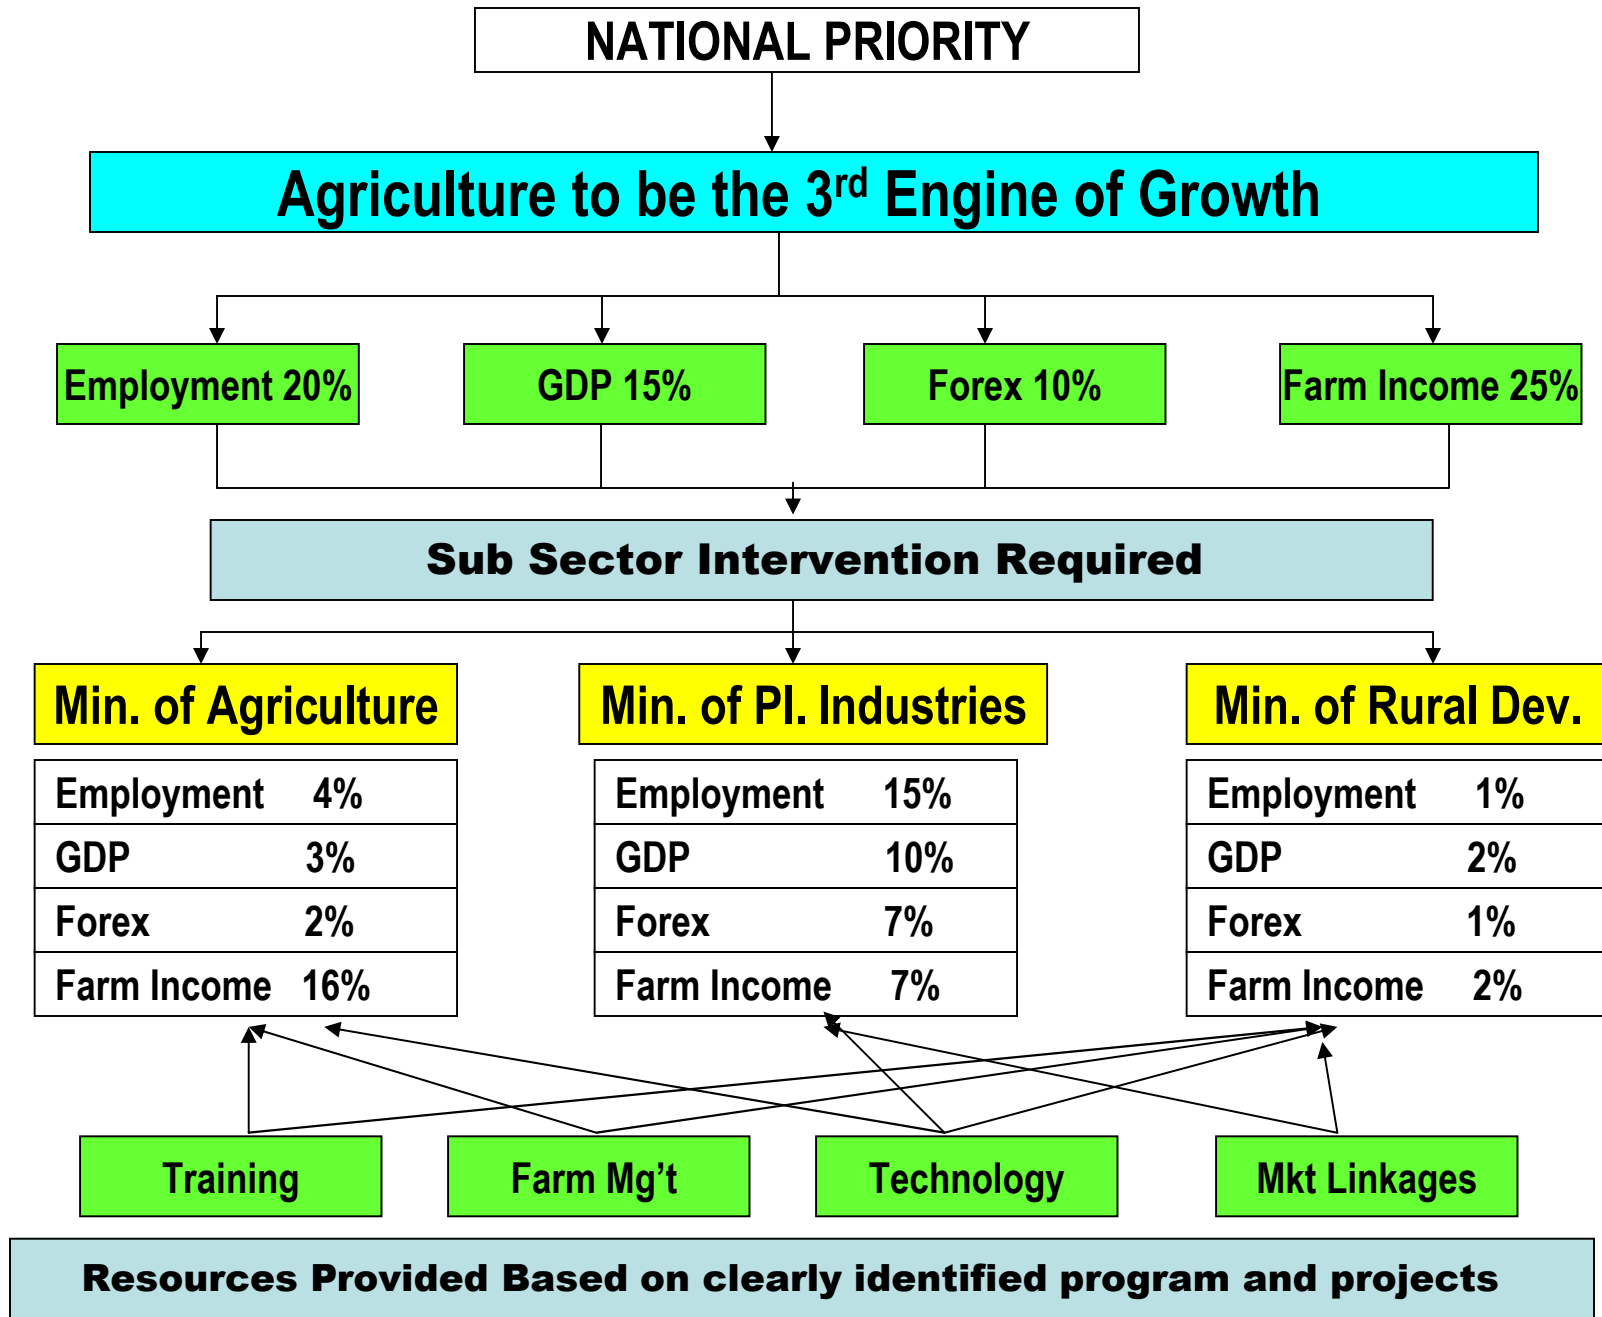 NATIONAL PRIORITY
Agriculture to be the 3rd Engine of Growth
Employment 20%
GDP 15%
Forex 10%
Farm Income 25%
Sub Sector Intervention Required
Min. of Agriculture
Min. of Pl. Industries
Min. of Rural Dev.
Employment 4%
GDP 3%
Forex 2%
Farm Income 16%
Employment 15%
GDP 10%
Forex 7%
Farm Income 7%
Employment 1%
GDP 2%
Forex 1%
Farm Income 2%
Training
Farm Mg’t
Technology
Mkt Linkages
Resources Provided Based on clearly identified program and projects